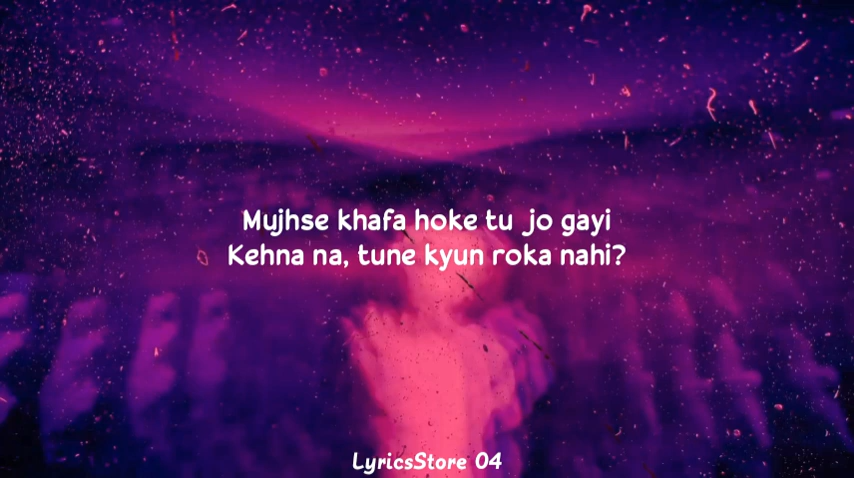 Mujhse khafa hoke tu jo gayi
Kehna na, tune kyun roka nahi?
LyricsStore 04